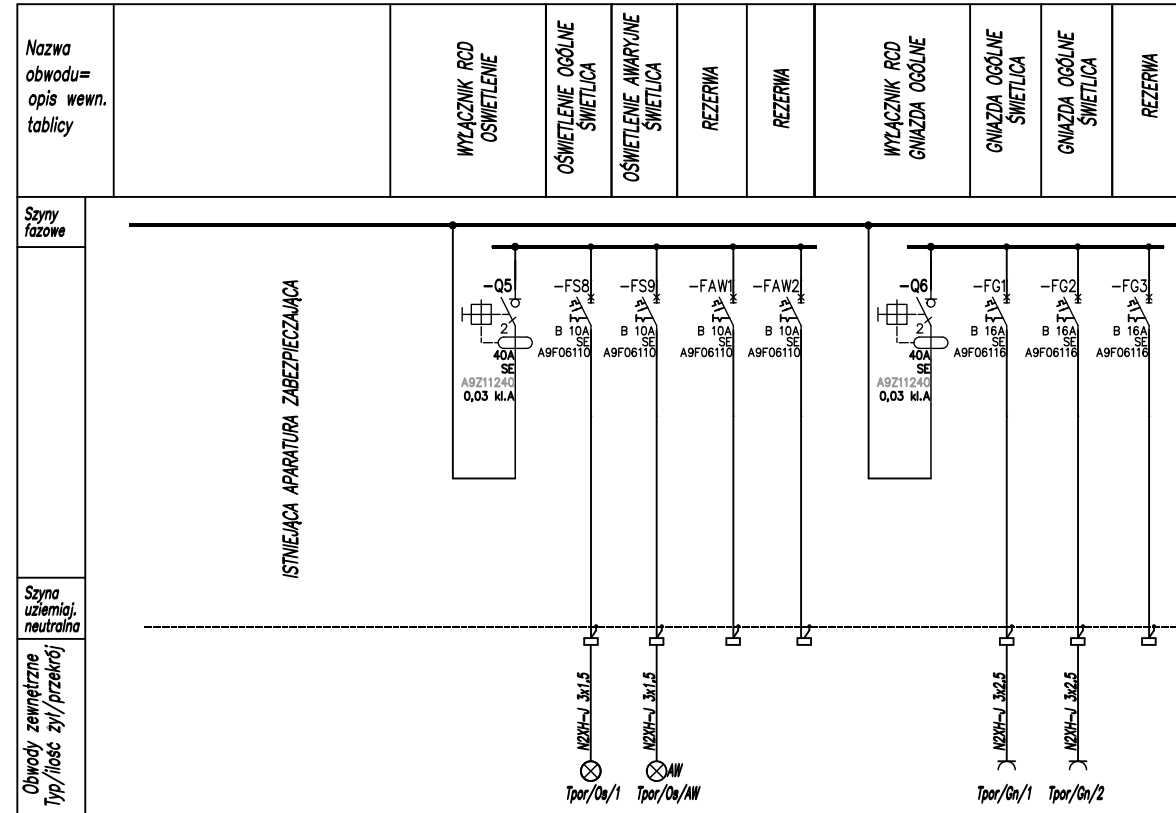 Nazwa
obwodu=
opis wewn.
tablicy
WYŁĄCZNIK RCD
OSWIETLENIE
OŚWIETLENIE OGÓLNE
ŚWIETLICA
OŚWIETLENIE AWARYJNE
ŚWIETLICA
REZERWA
REZERWA
WYŁĄCZNIK RCD
GNIAZDA OGÓLNE
GNIAZDA OGÓLNE
ŚWIETLICA
GNIAZDA OGÓLNE
ŚWIETLICA
REZERWA
Szyny
fazowe
ISTNIEJĄCA APARATURA ZABEZPIECZAJĄCA
-Q5
2
40A
SE
A9Z11240
0,03 kl.A
-FS8
B 10A
SE
A9F06110
-FS9
B 10A
SE
A9F06110
-FAW1
B 10A
SE
A9F06110
-FAW2
B 10A
SE
A9F06110
-Q6
2
40A
SE
A9Z11240
0,03 kl.A
-FG1
B 16A
SE
A9F06116
-FG2
B 16A
SE
A9F06116
-FG3
B 16A
SE
A9F06116
Szyna
uziemiaj.
neutralna
Obwody zewnętrzne
Typ/ilość żył/przekrój
N2XH-J 3x1,5
N2XH-J 3x1,5
N2XH-J 3x2,5
N2XH-J 3x2,5
AW
Tpor/Os/1
Tpor/Os/AW
Tpor/Gn/1
Tpor/Gn/2